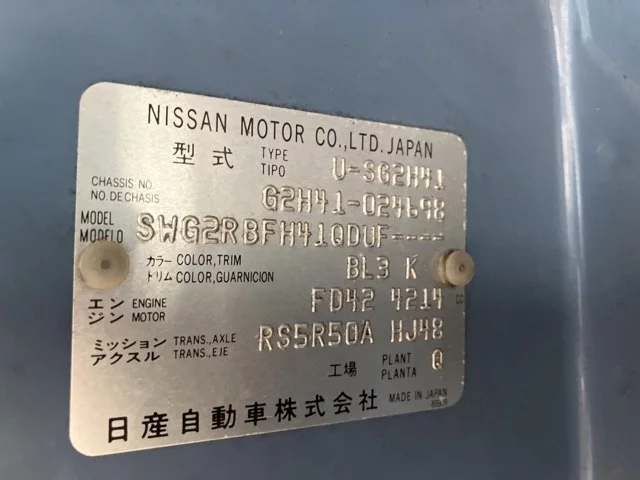 NISSAN MOTOR CO.,LTD. JAPAN
型式 TYPE TIPO U-SG2H41
CHASSIS NO. NO. DE CHASIS G2H41-024698
MODEL MODELO SWG2RBFH41QDUF----
カラー COLOR,TRIM トリム COLOR,GUARNICION BL3 K
エンジン ENGINE MOTOR FD42 4214 CC
ミッション TRANS.,AXLE アクスル TRANS.,EJE RS5R50A HJ48
工場 PLANT PLANTA Q
日産自動車株式会社 MADE IN JAPAN